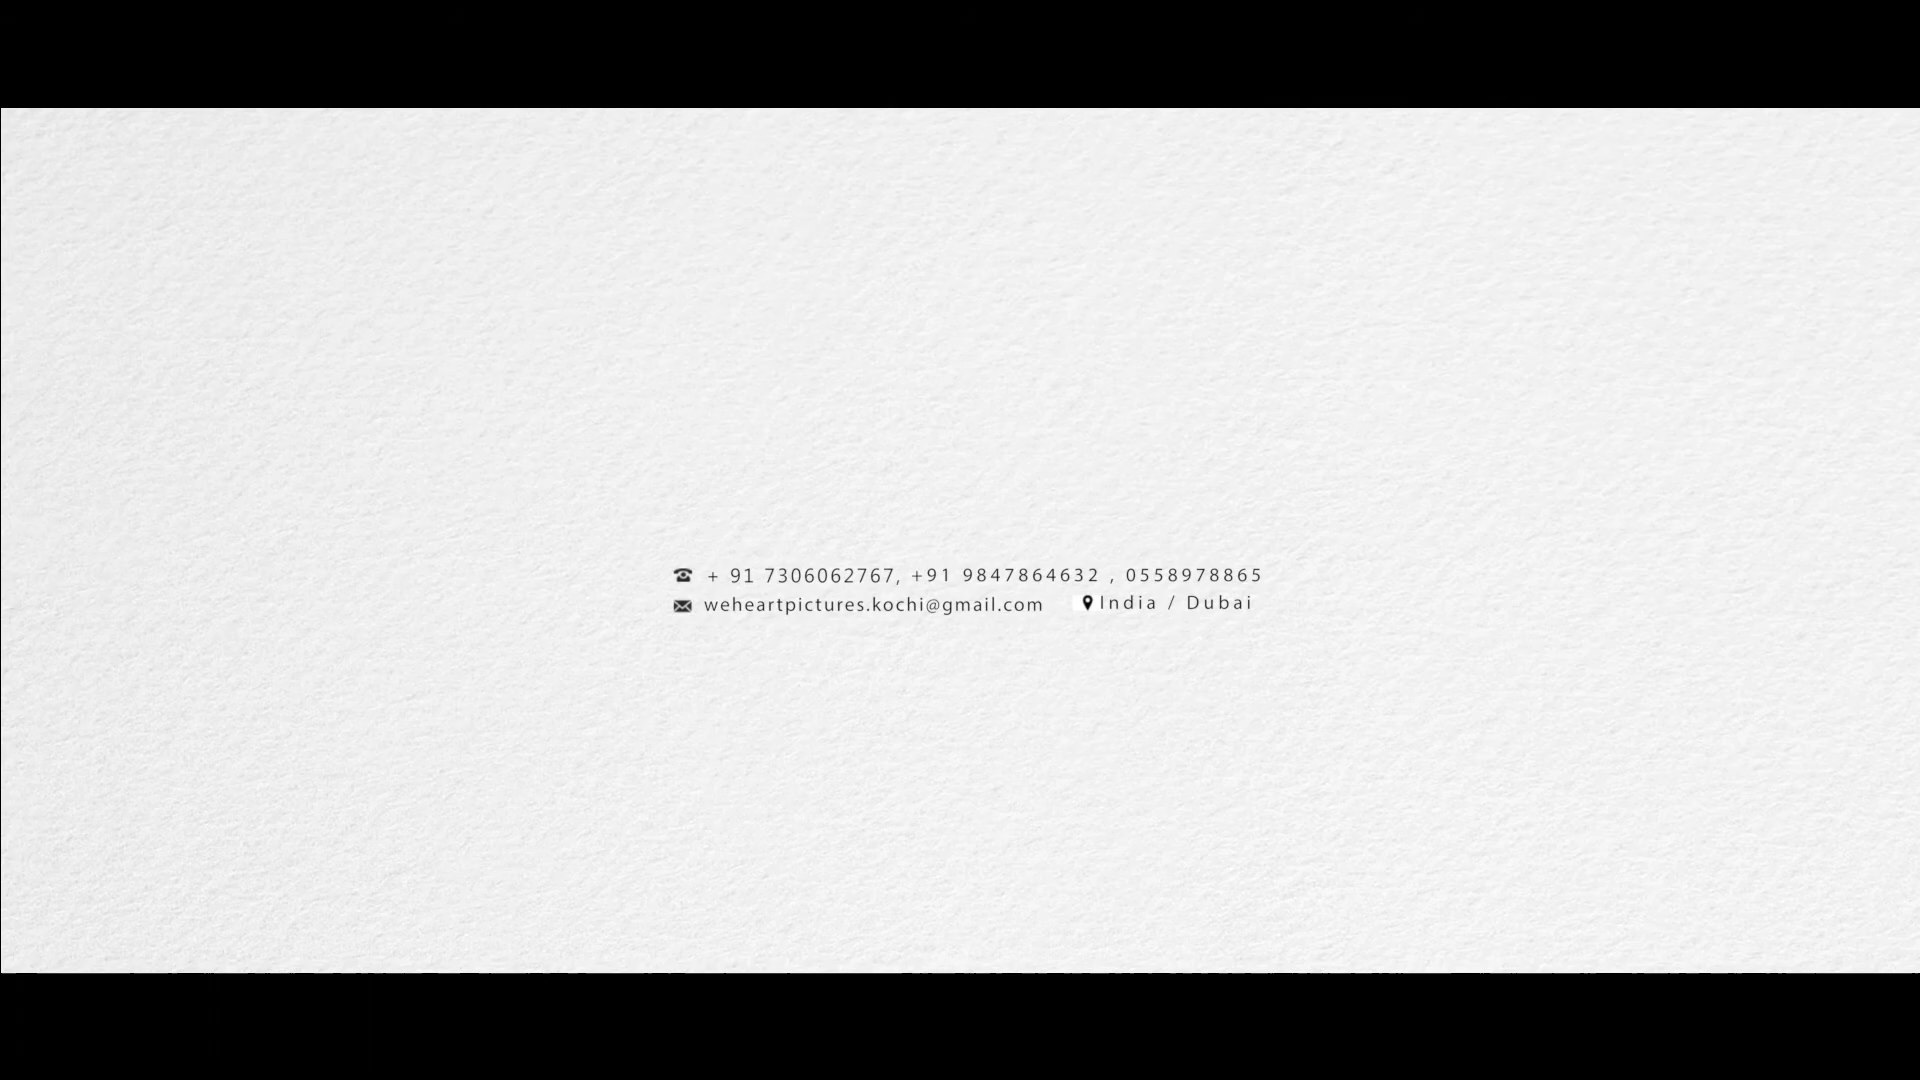 + 91 7306062767, +91 9847864632 , 0558978865
weheartpictures.kochi@gmail.com India / Dubai